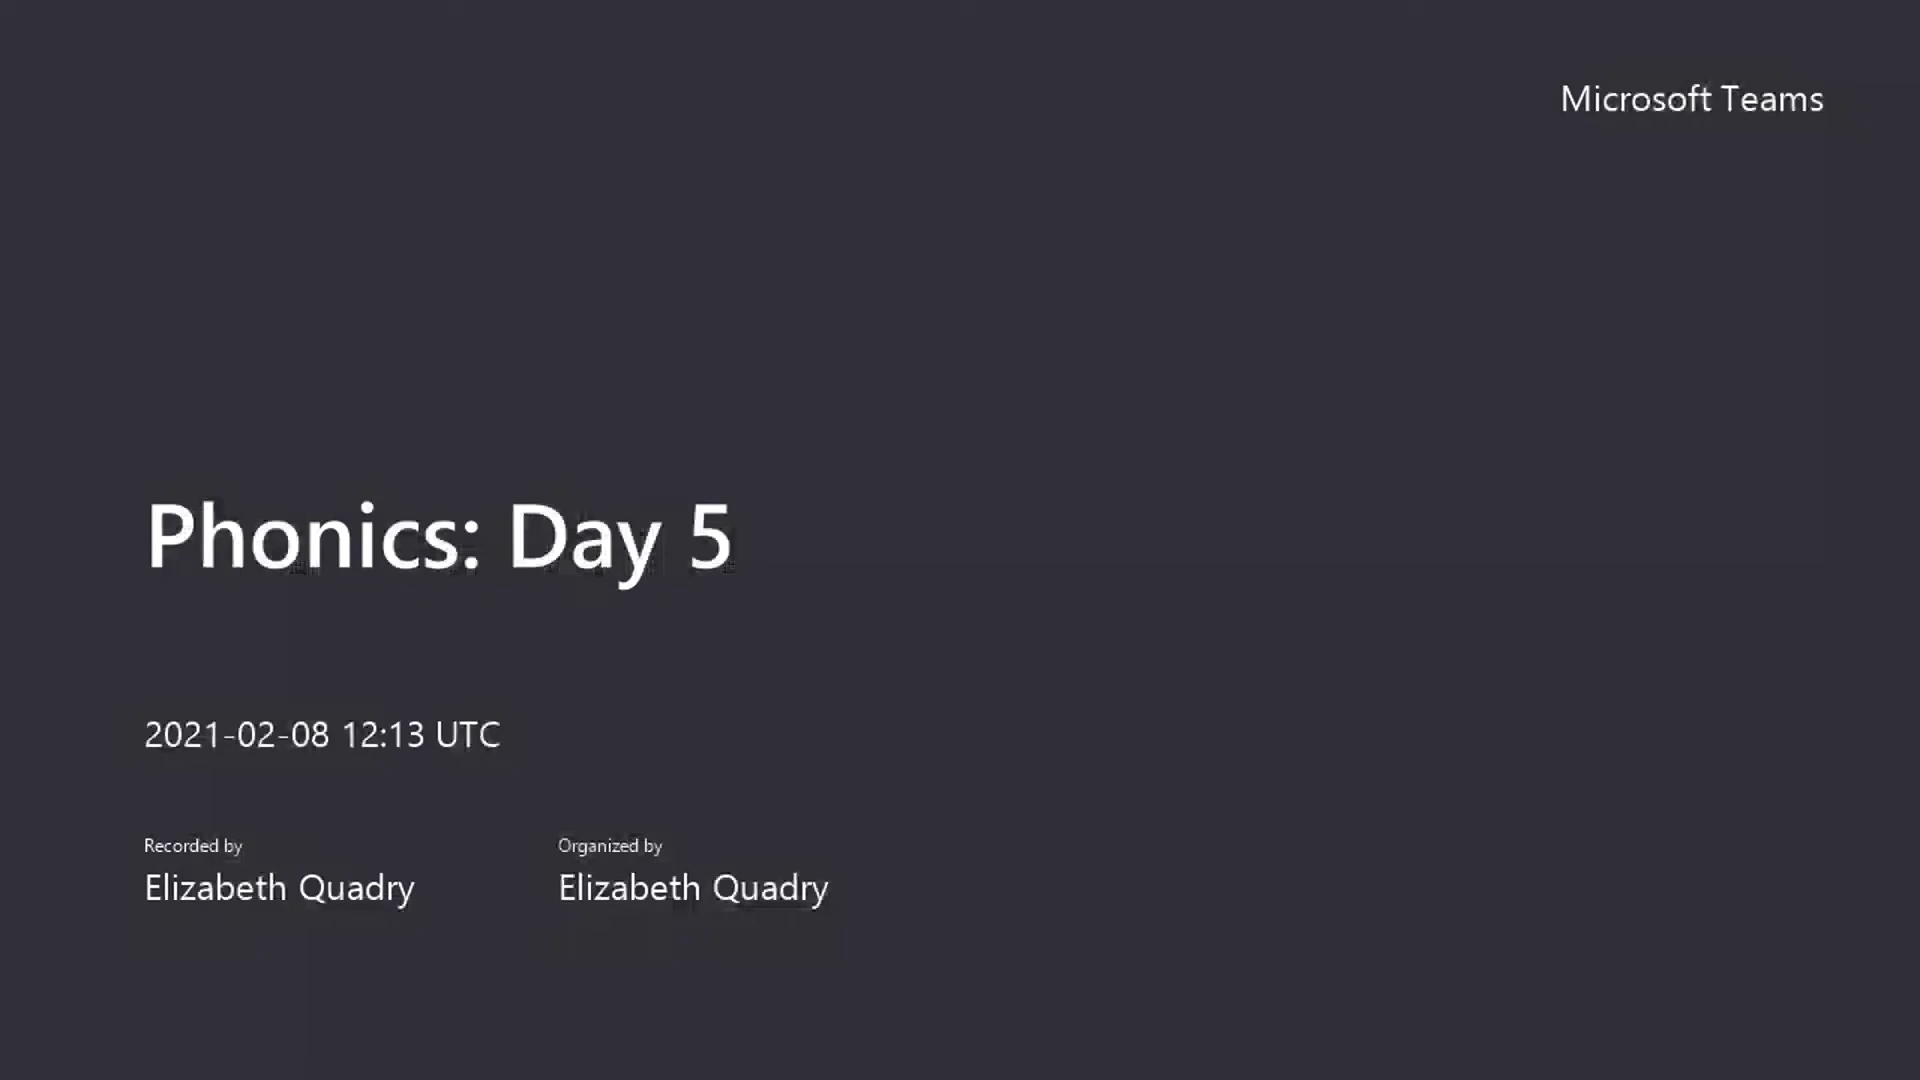 Microsoft Teams
Phonics: Day 5
2021-02-08 12:13 UTC
Recorded by
Elizabeth Quadry
Organized by
Elizabeth Quadry